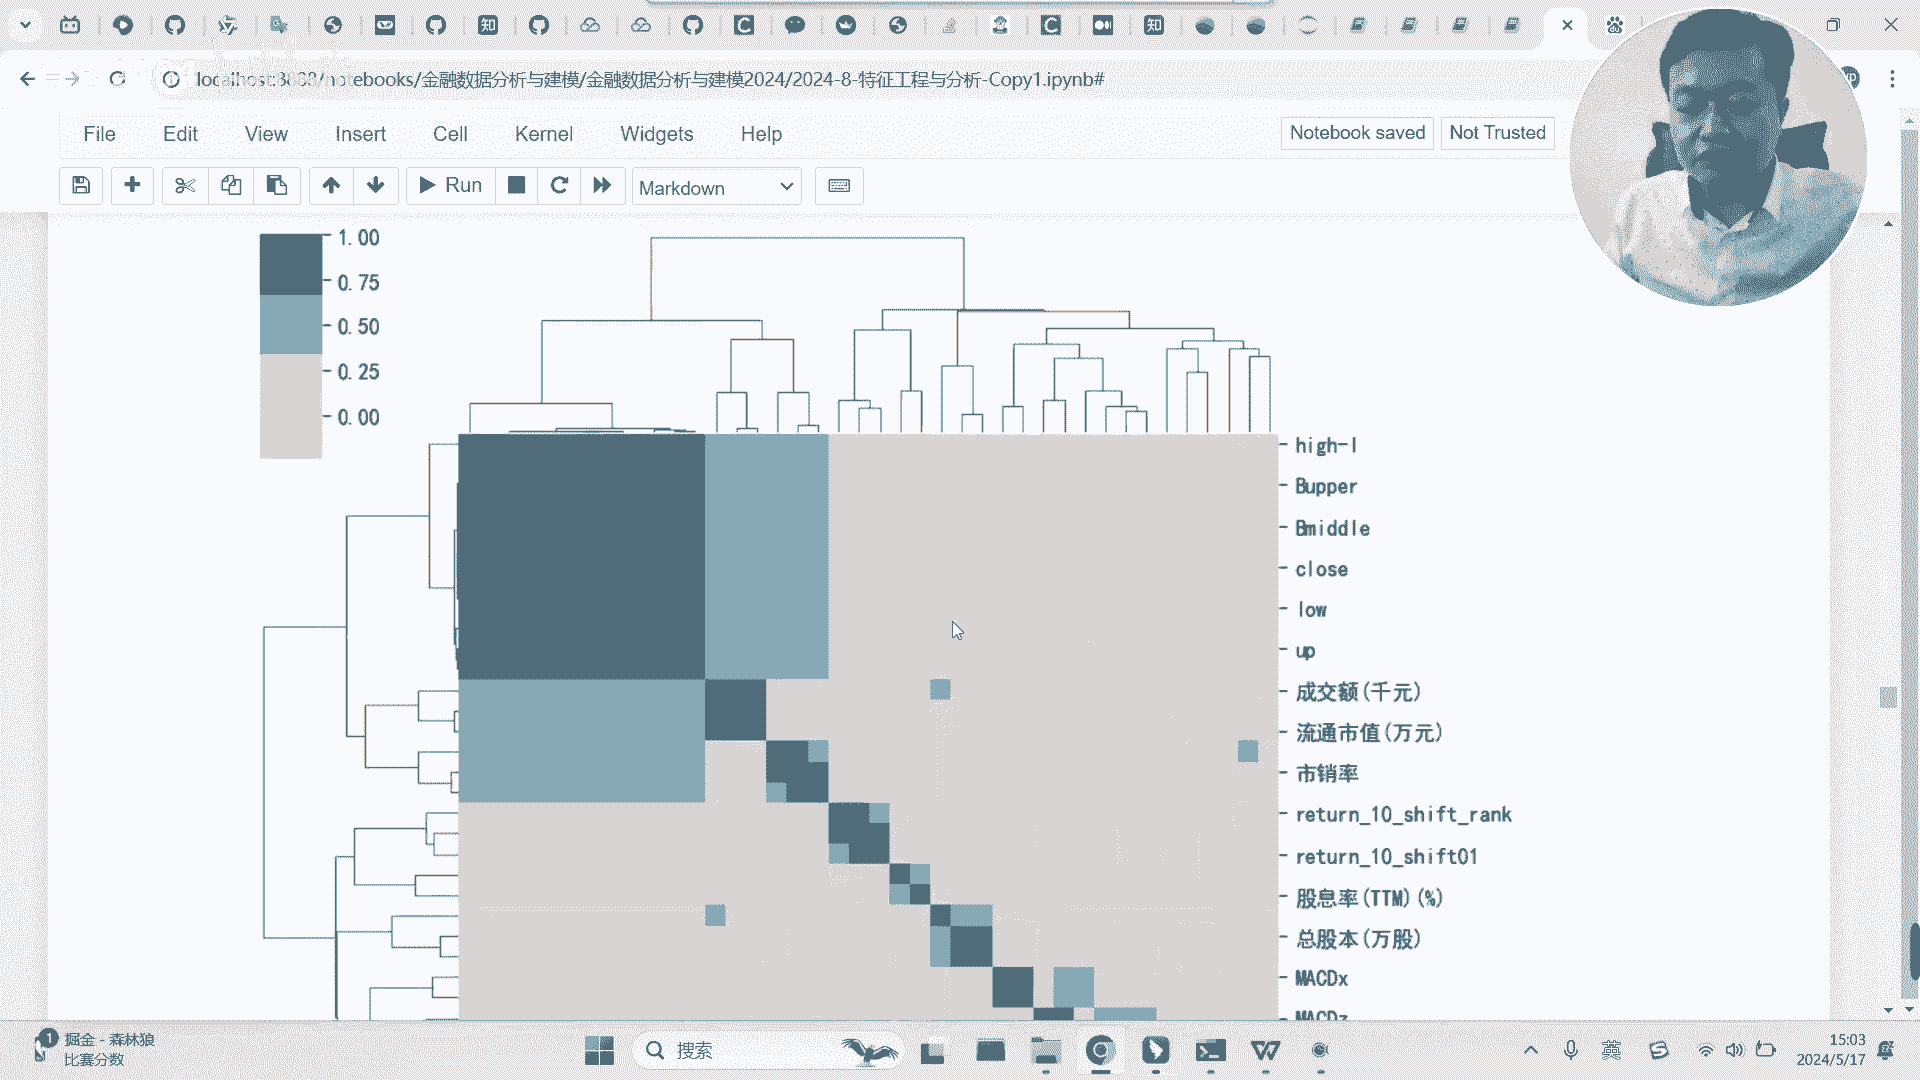 localhost:3888/notebooks/金融数据分析与建模/金融数据分析与建模2024/2024-8-特征工程与分析-Copy1.ipynb#
File Edit View Insert Cell Kernel Widgets Help
Notebook saved Not Trusted
Run Markdown
1.00
0.75
0.50
0.25
0.00
high-l
Bupper
Bmiddle
close
low
up
成交额(千元)
流通市值(万元)
市销率
return_10_shift_rank
return_10_shift01
股息率(TTM)(%)
总股本(万股)
MACDx
MACDz
1
掘金 - 森林狼
比赛分数
搜索
英
15:03
2024/5/17